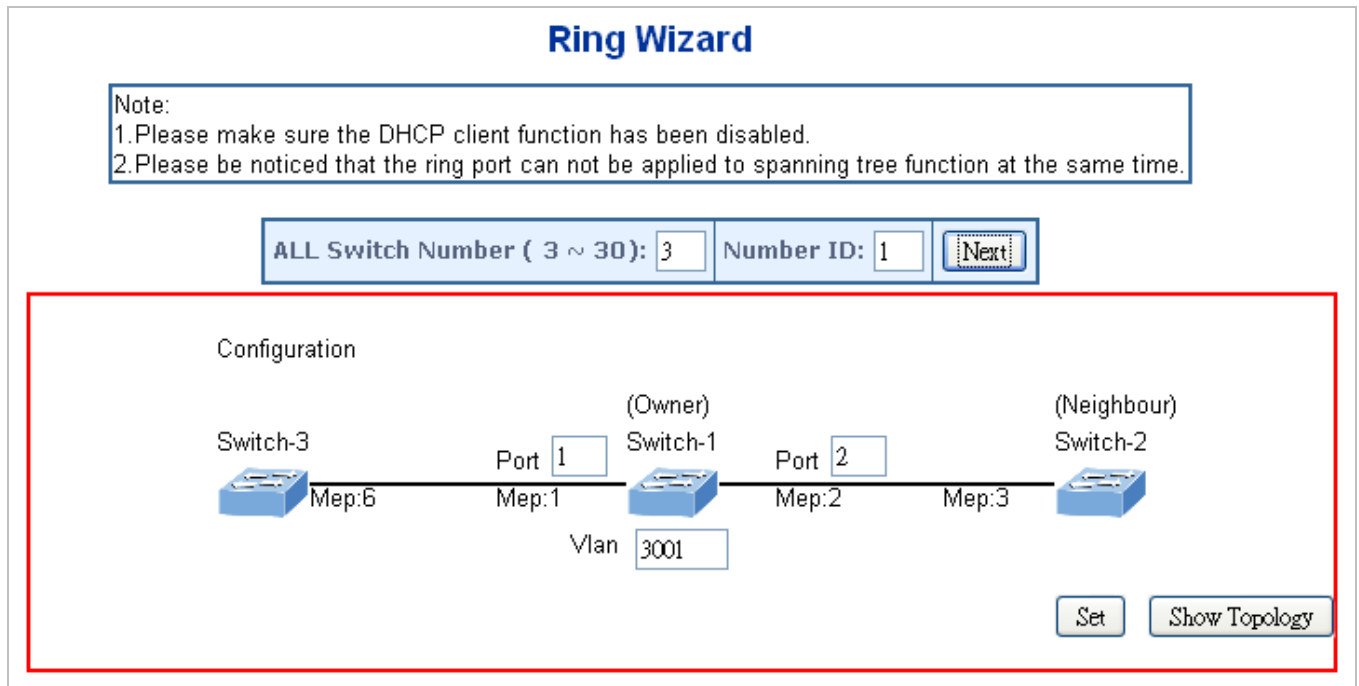 Ring Wizard
Note:
1.Please make sure the DHCP client function has been disabled.
2.Please be noticed that the ring port can not be applied to spanning tree function at the same time.
ALL Switch Number ( 3 ~ 30): 3 Number ID: 1 Next
Configuration
(Owner) (Neighbour)
Switch-3 Port 1 Switch-1 Port 2 Switch-2
Mep:6 Mep:1 Mep:2 Mep:3
Vlan 3001
Set Show Topology